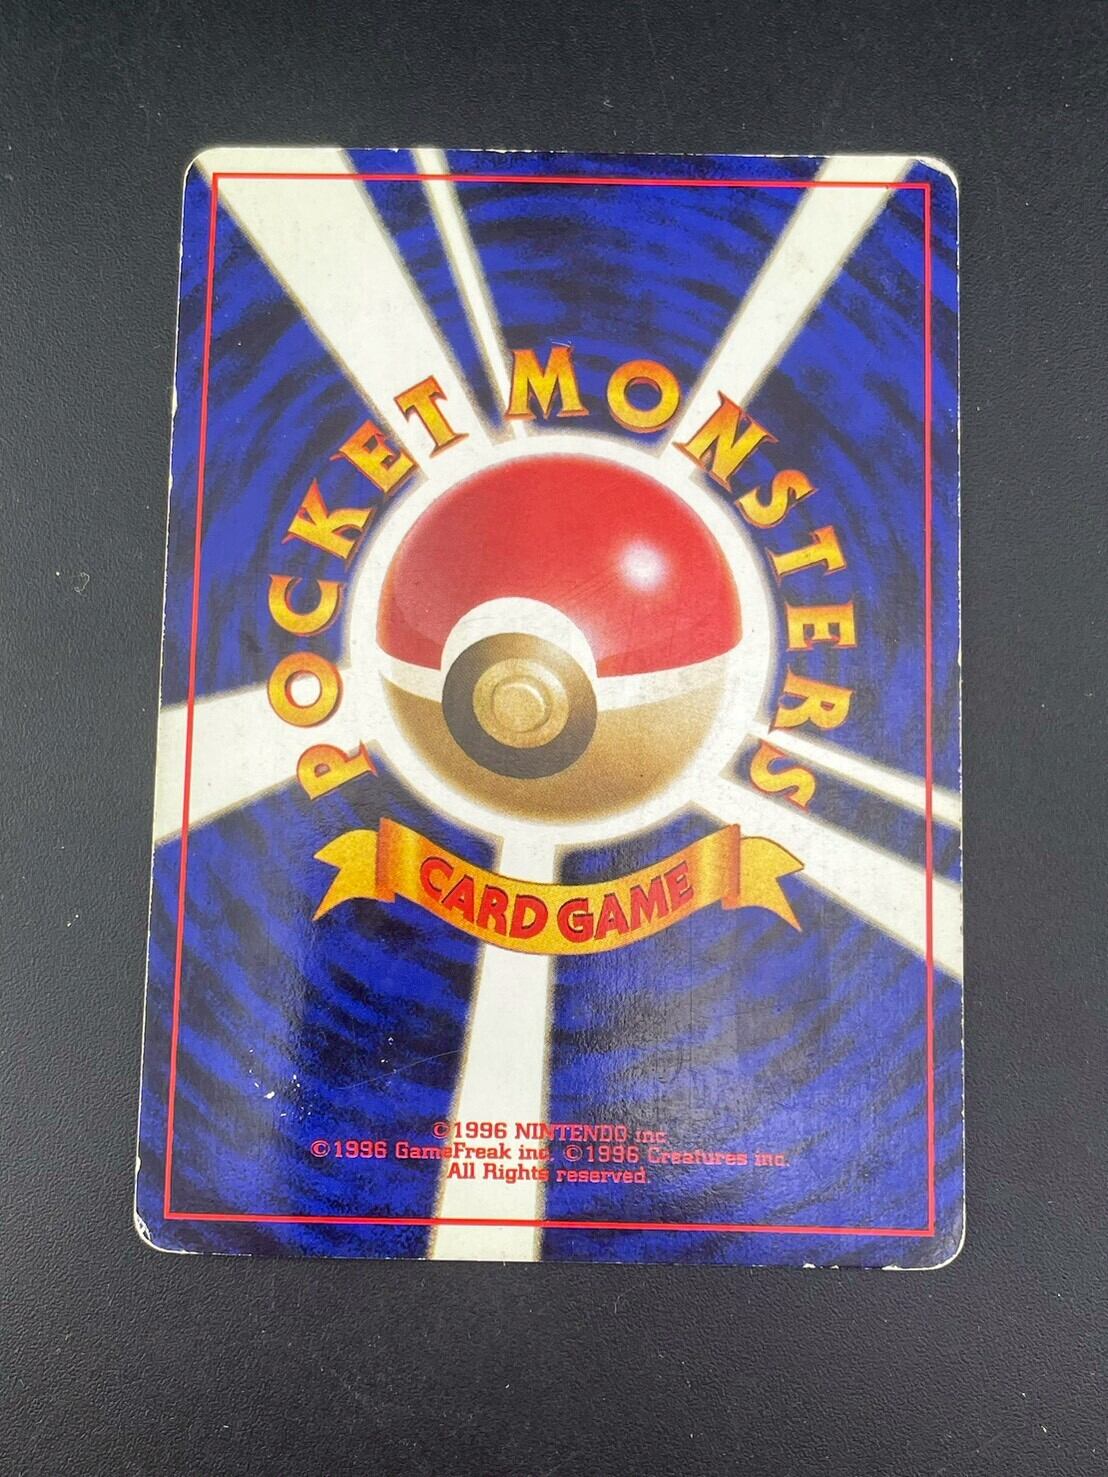 POCKET MONSTERS
CARD GAME
©1996 NINTENDO inc.
©1996 GameFreak inc. ©1996 Creatures inc.
All Rights reserved.